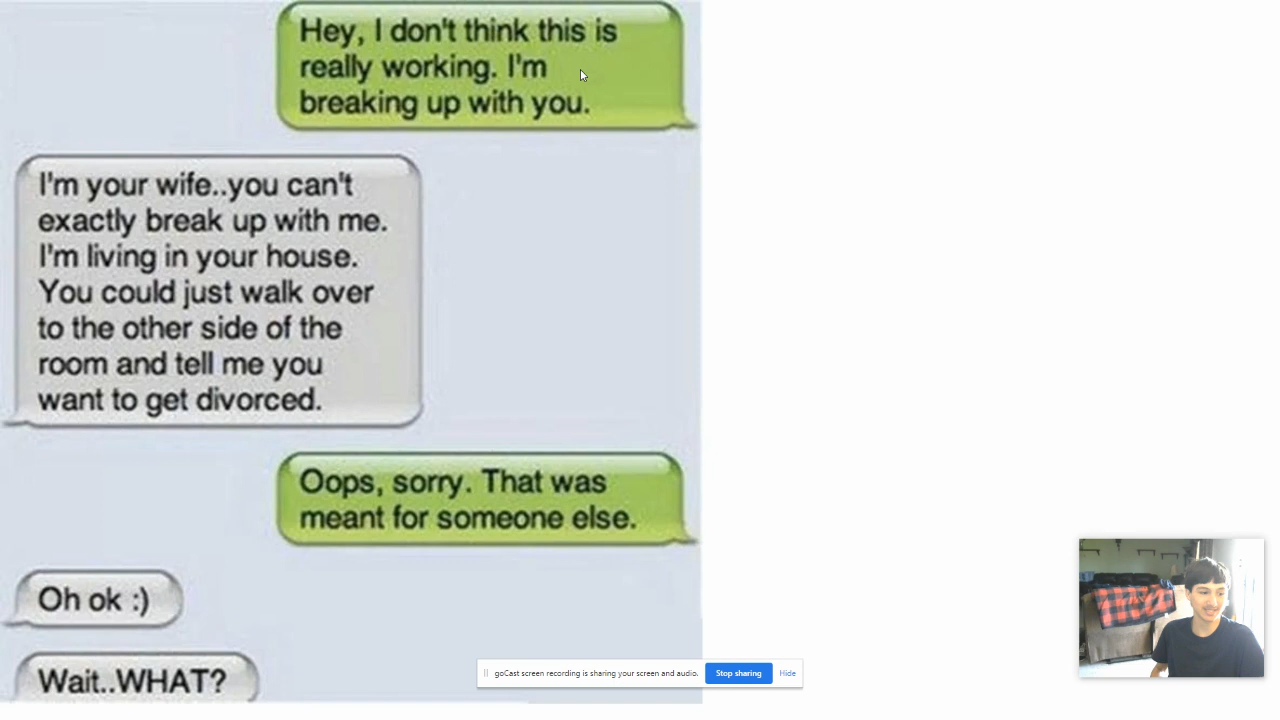 Hey, I don't think this is
really working. I'm
breaking up with you.
I'm your wife..you can't
exactly break up with me.
I'm living in your house.
You could just walk over
to the other side of the
room and tell me you
want to get divorced.
Oops, sorry. That was
meant for someone else.
Oh ok :)
Wait..WHAT?
goCast screen recording is sharing your screen and audio. Stop sharing Hide